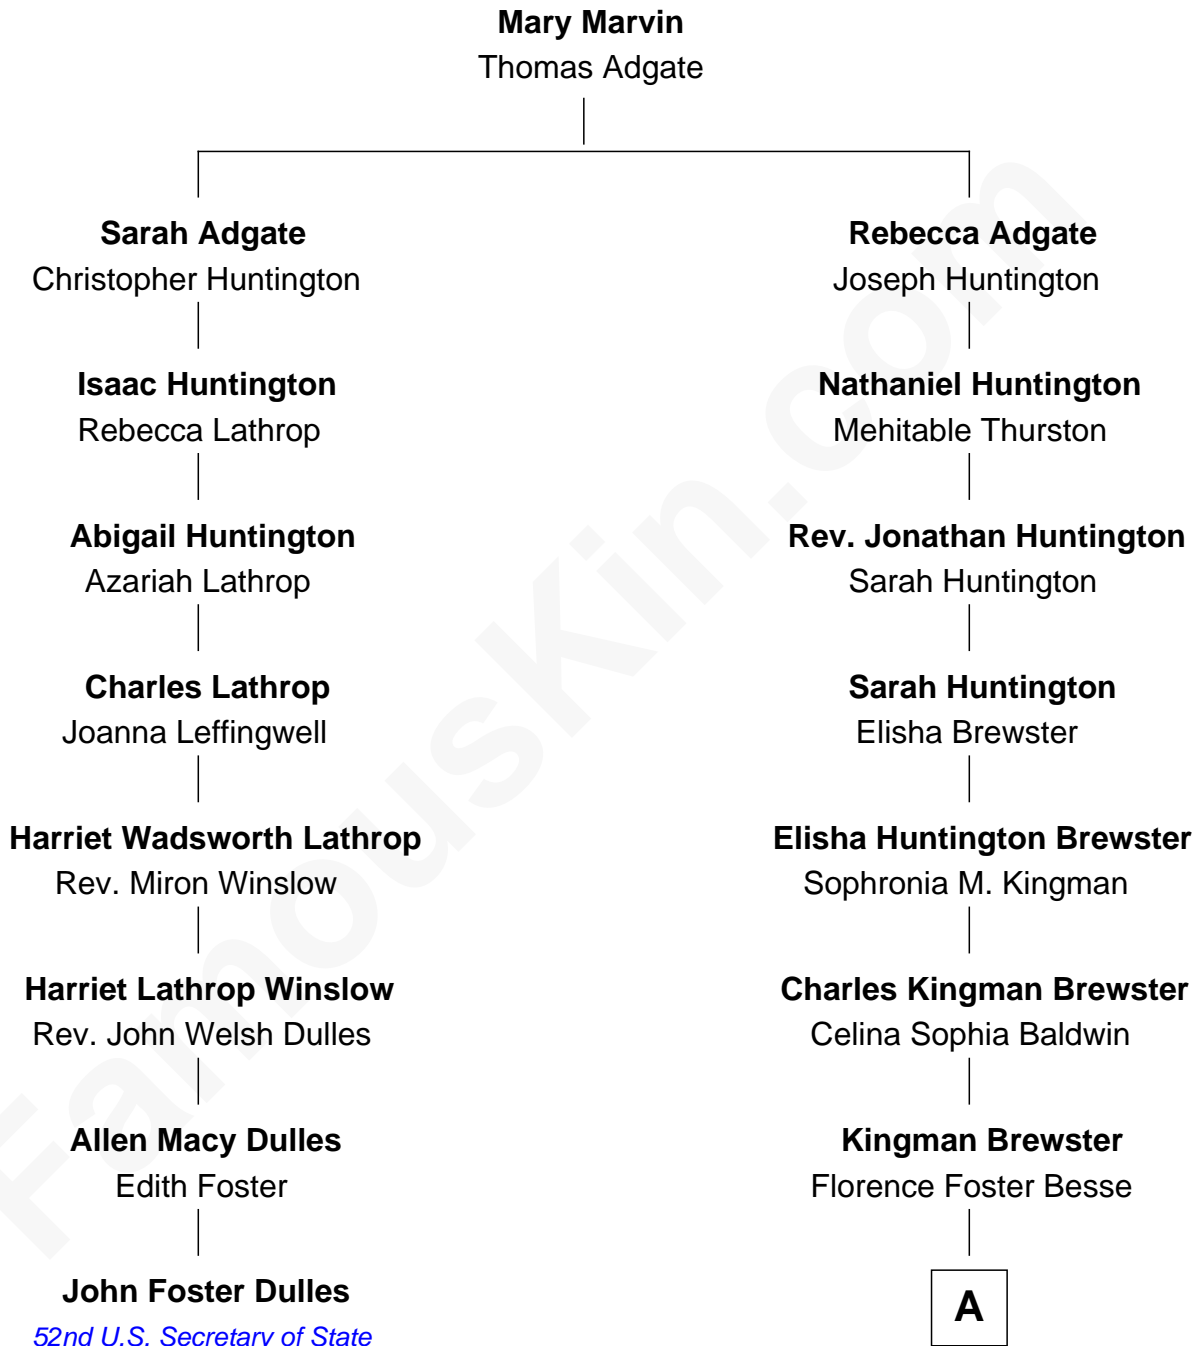 Mary Marvin
Thomas Adgate
Sarah Adgate
Christopher Huntington
Rebecca Adgate
Joseph Huntington
Isaac Huntington
Rebecca Lathrop
Nathaniel Huntington
Mehitable Thurston
Abigail Huntington
Azariah Lathrop
Rev. Jonathan Huntington
Sarah Huntington
Charles Lathrop
Joanna Leffingwell
Sarah Huntington
Elisha Brewster
Harriet Wadsworth Lathrop
Rev. Miron Winslow
Elisha Huntington Brewster
Sophronia M. Kingman
Harriet Lathrop Winslow
Rev. John Welsh Dulles
Charles Kingman Brewster
Celina Sophia Baldwin
Allen Macy Dulles
Edith Foster
Kingman Brewster
Florence Foster Besse
John Foster Dulles
52nd U.S. Secretary of State
A
FamousKin.com